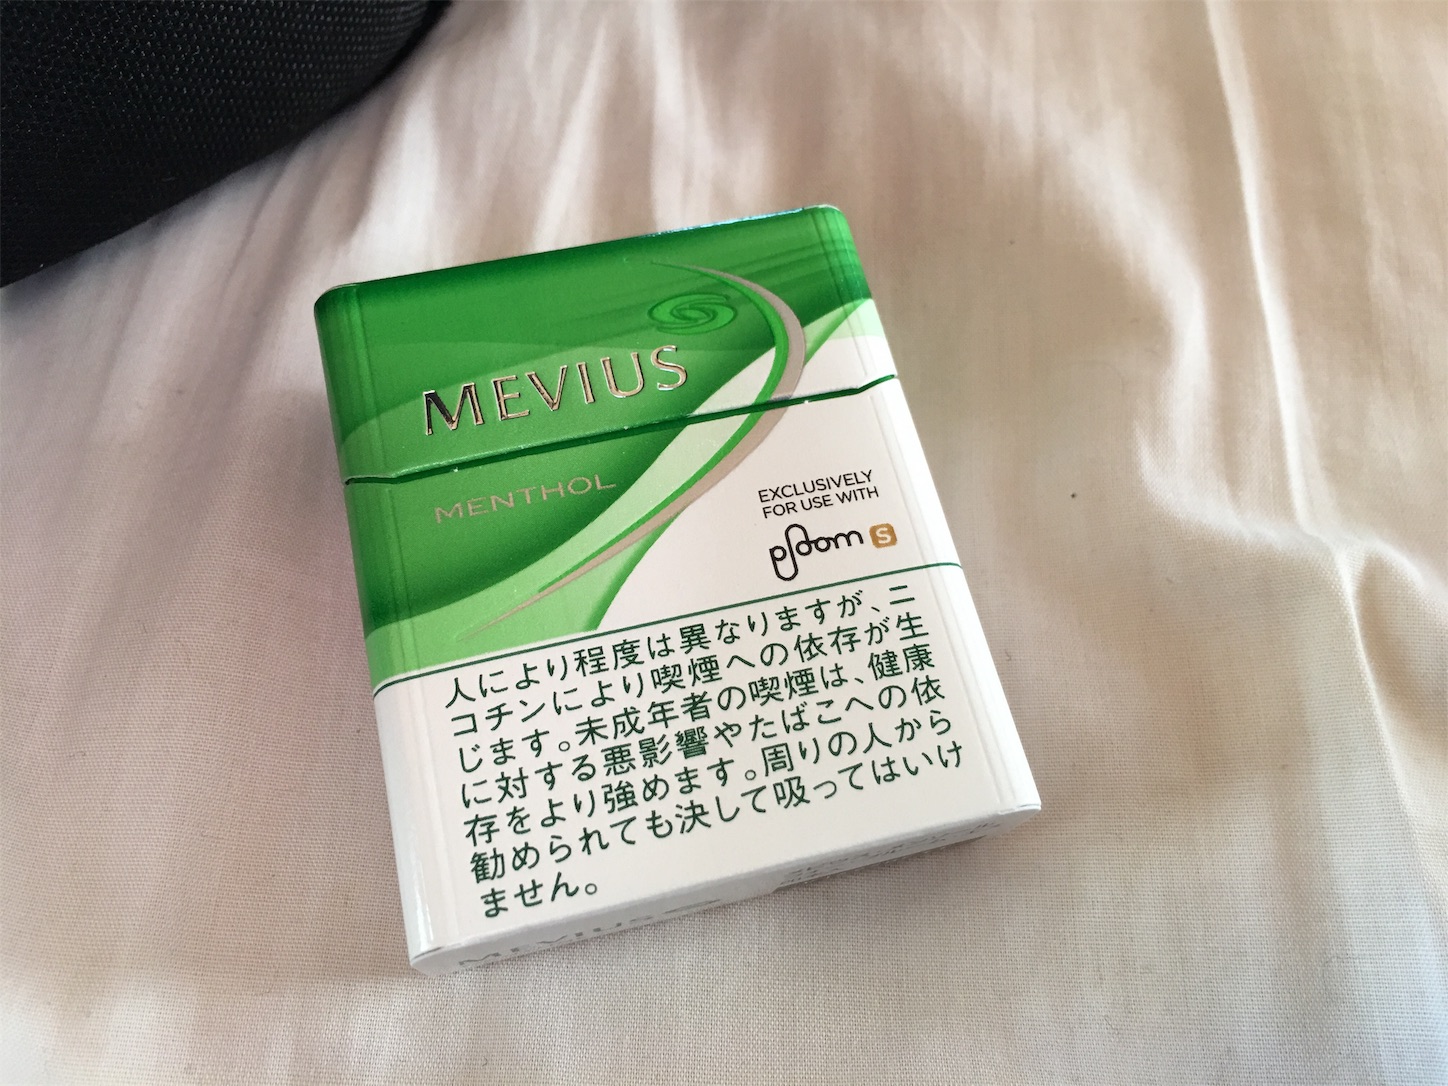 MEVIUS
MENTHOL
EXCLUSIVELY
FOR USE WITH
ploom S
人により程度は異なりますが、ニ
コチンにより喫煙への依存が生
じます。未成年者の喫煙は、健康
に対する悪影響やたばこへの依
存をより強めます。周りの人から
勧められても決して吸ってはいけ
ません。
MEVIUS